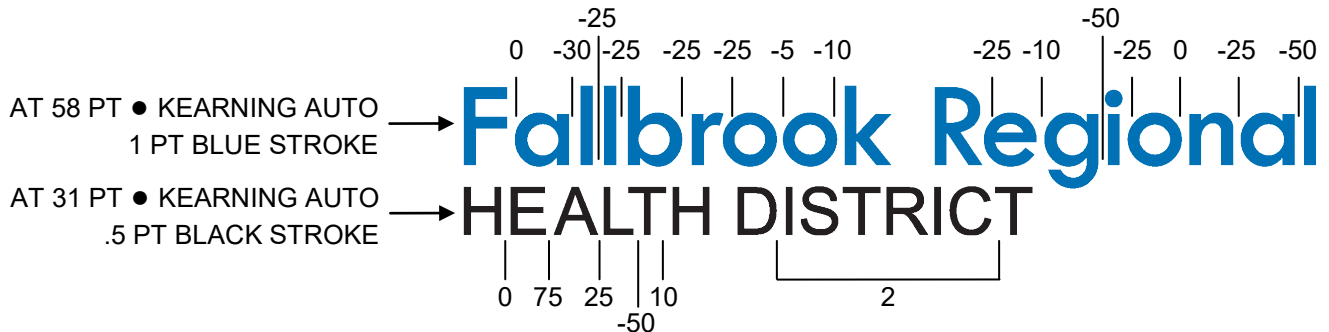 -25 -50
0 -30 -25 -25 -25 -5 -10 -25 -10 -25 0 -25 -50
AT 58 PT ● KEARNING AUTO
1 PT BLUE STROKE
Fallbrook Regional
AT 31 PT ● KEARNING AUTO
.5 PT BLACK STROKE
HEALTH DISTRICT
0 75 25 10 2
-50